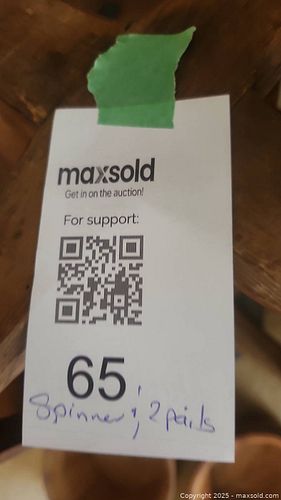 maxsold
Get in on the auction!
For support:
65
Spinner &, 2 pails
Copyright 2025 - maxsold.com